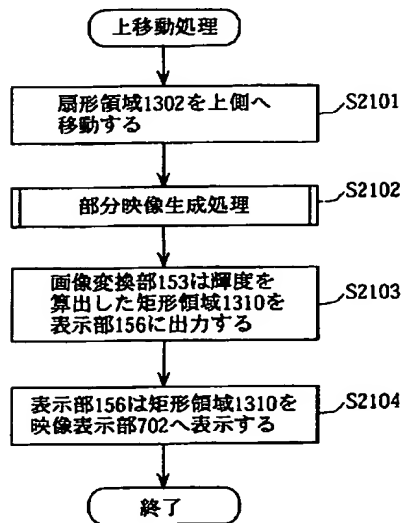 上移動処理
扇形領域1302を上側へ
移動する
S2101
部分映像生成処理
S2102
画像変換部153は輝度を
算出した矩形領域1310を
表示部156に出力する
S2103
表示部156は矩形領域1310を
映像表示部702へ表示する
S2104
終了